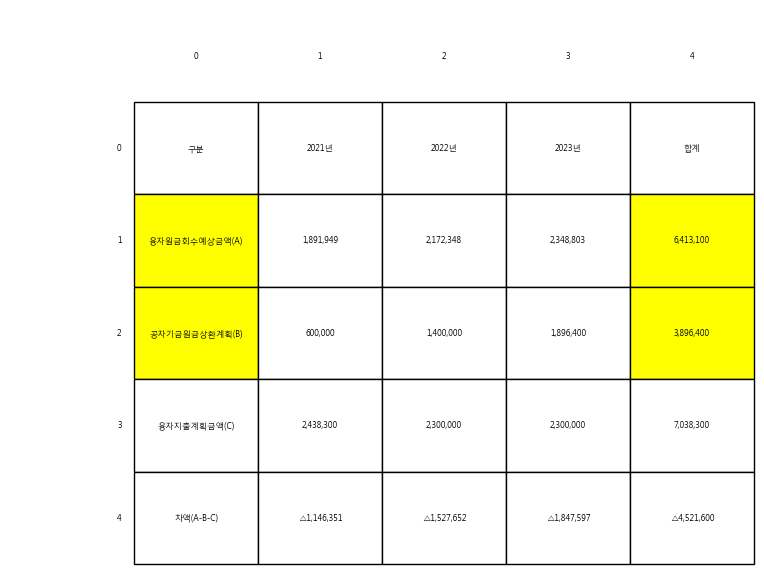 0 1 2 3 4
0 구분 2021년 2022년 2023년 합계
1 융자원금회수예상금액(A) 1,891,949 2,172,348 2,348,803 6,413,100
2 공자기금원금상환계획(B) 600,000 1,400,000 1,896,400 3,896,400
3 융자지출계획금액(C) 2,438,300 2,300,000 2,300,000 7,038,300
4 차액(A-B-C) △1,146,351 △1,527,652 △1,847,597 △4,521,600